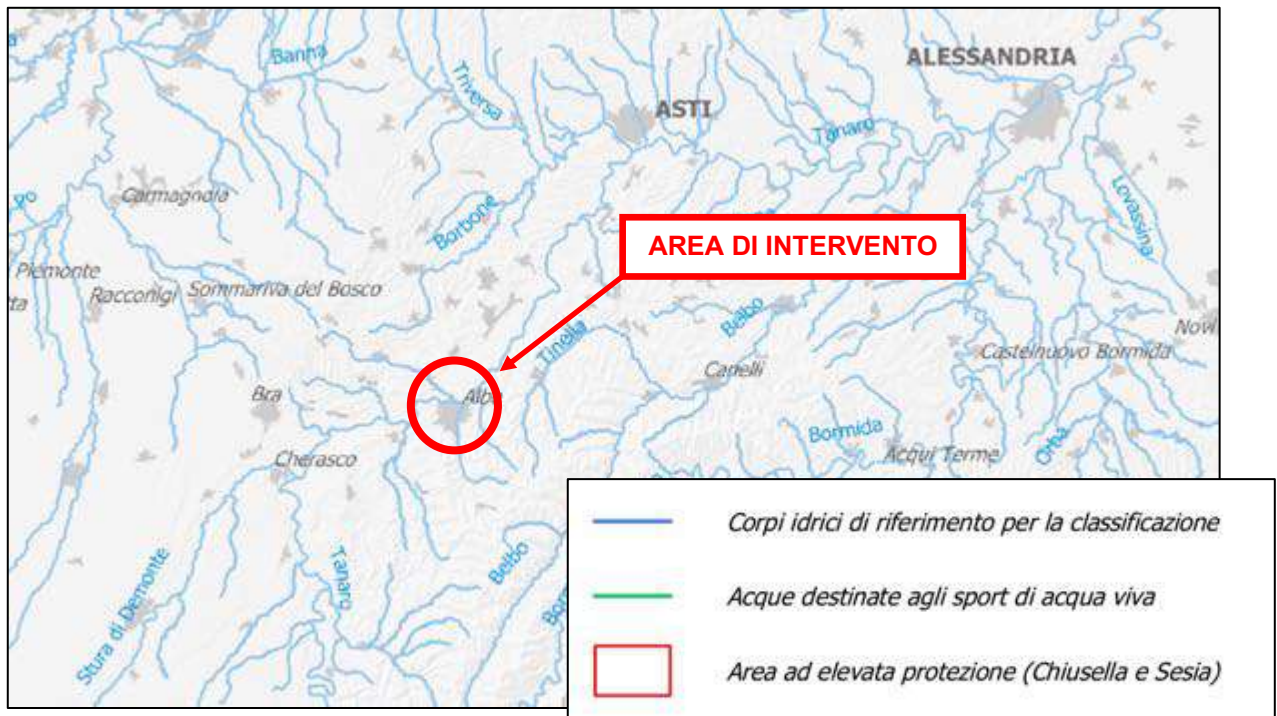 Banna
ALESSANDRIA
Triversa
ASTI
Tanaro
Carmagnola
Lovassina
Po
Borbone
AREA DI INTERVENTO
Piemonte
Racconigi
Sommariva del Bosco
Belbo
Novi
Tinella
Castelnuovo Bormida
Canelli
Bra
Alba
Bormida
Orba
Cherasco
Acqui Terme
Corpi idrici di riferimento per la classificazione
Tanaro
Belbo
Stura di Demonte
Acque destinate agli sport di acqua viva
Area ad elevata protezione (Chiusella e Sesia)